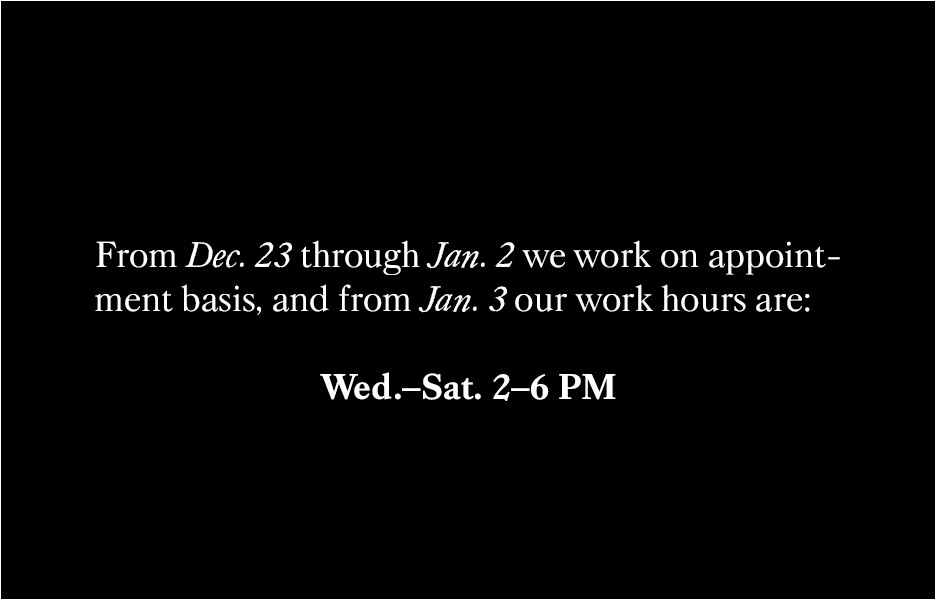 From Dec. 23 through Jan. 2 we work on appoint-
ment basis, and from Jan. 3 our work hours are:
Wed.–Sat. 2–6 PM